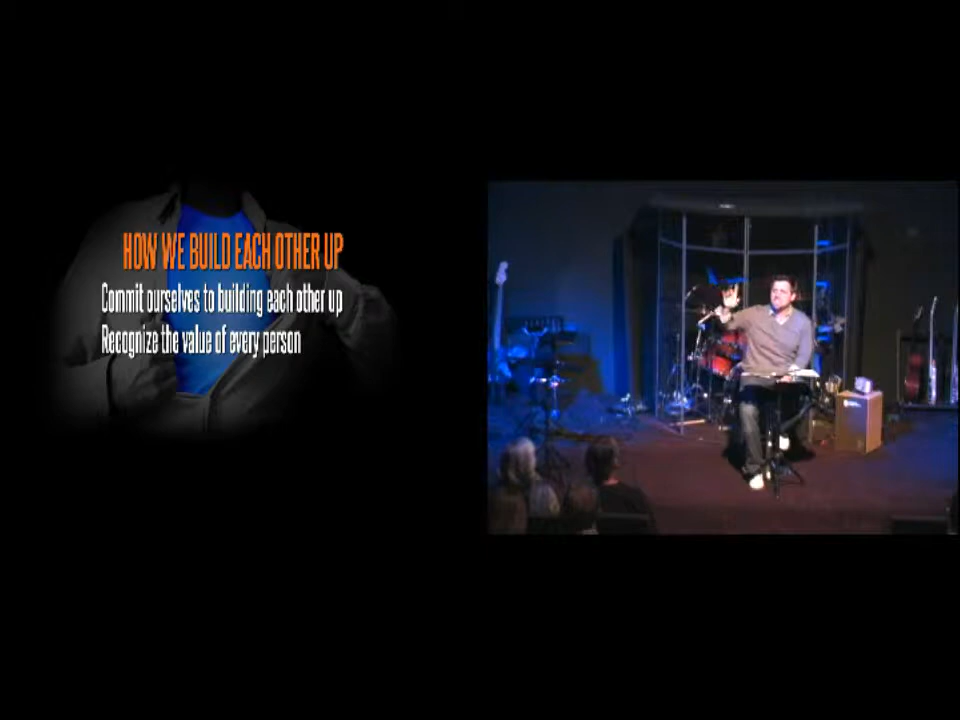 HOW WE BUILD EACH OTHER UP
Commit ourselves to building each other up
Recognize the value of every person